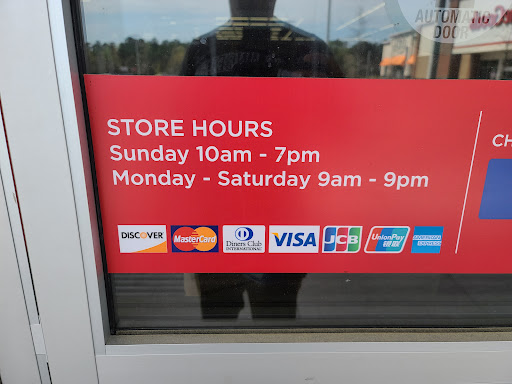 AUTOMATIC
DOOR
STORE HOURS
Sunday 10am - 7pm
Monday - Saturday 9am - 9pm
CH
DISCOVER MasterCard Diners Club INTERNATIONAL VISA JCB UnionPay 银联 AMERICAN EXPRESS